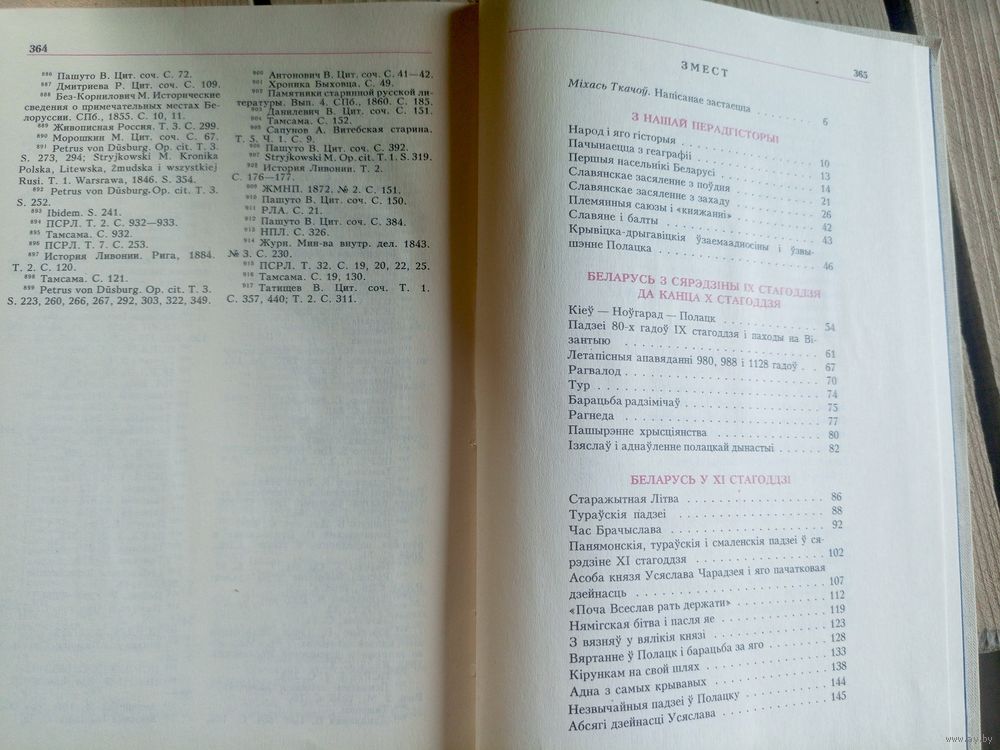 364
⁸⁸⁶ Пашуто В. Цит. соч. С. 72.
⁸⁸⁷ Дмитриева Р. Цит. соч. С. 109.
⁸⁸⁸ Без-Корнилович М. Исторические
сведения о примечательных местах Бе-
лоруссии. СПб., 1855. С. 10, 11.
⁸⁸⁹ Живописная Россия. Т. 3. С. 299.
⁸⁹⁰ Морошкин М. Цит. соч. С. 67.
⁸⁹¹ Petrus von Düsburg. Op. cit. T. 3.
S. 273, 294; Stryjkowski M. Kronika
Polska, Litewska, Żmudska i wszystkiej
Rusi. T. 1. Warsrawa, 1846. S. 354.
⁸⁹² Petrus von Düsburg. Op. cit. T. 3.
S. 252.
⁸⁹³ Ibidem. S. 241.
⁸⁹⁴ ПСРЛ. Т. 2. С. 932—933.
⁸⁹⁵ Тамсама. С. 932.
⁸⁹⁶ ПСРЛ. Т. 7. С. 253.
⁸⁹⁷ История Ливонии. Рига, 1884.
Т. 2. С. 120.
⁸⁹⁸ Тамсама. С. 121.
⁸⁹⁹ Petrus von Düsburg. Op. cit. T. 3.
S. 223, 260, 266, 267, 292, 303, 322, 349.
⁹⁰⁰ Антонович В. Цит. соч. С. 41—42.
⁹⁰¹ Хроника Быховца. С. 49.
⁹⁰² Памятники старинной русской ли-
тературы. Вып. 4. СПб., 1860. С. 185.
⁹⁰³ Данилевич В. Цит. соч. С. 151.
⁹⁰⁴ Тамсама. С. 152.
⁹⁰⁵ Сапунов А. Витебская старина.
Т. 5. Ч. 1. С. 9.
⁹⁰⁶ Пашуто В. Цит. соч. С. 392.
⁹⁰⁷ Stryjkowski M. Op. cit. T. 1. S. 319.
⁹⁰⁸ История Ливонии. Т. 2.
С. 176—177.
⁹⁰⁹ ЖМНП. 1872. № 2. С. 151.
⁹¹⁰ Пашуто В. Цит. соч. С. 150.
⁹¹¹ РЛА. С. 21.
⁹¹² Пашуто В. Цит. соч. С. 384.
⁹¹³ НПЛ. С. 326.
⁹¹⁴ Журн. Мин-ва внутр. дел. 1843.
№ 3. С. 230.
⁹¹⁵ ПСРЛ. Т. 32. С. 19, 20, 22, 25.
⁹¹⁶ Тамсама. С. 19, 130.
⁹¹⁷ Татищев В. Цит. соч. Т. 1.
С. 357, 440; Т. 2. С. 311.
ЗМЕСТ 365
Міхась Ткачоў. Напісанае застаецца . . . 6
З НАШАЙ ПЕРАДГІСТОРЫІ
Народ і яго гісторыя . . . 10
Пачынаецца з геаграфіі . . . 13
Першыя насельнікі Беларусі . . . 14
Славянскае засяленне з поўдня . . . 21
Славянскае засяленне з захаду . . . 26
Племянныя саюзы і «княжанні» . . . 42
Славяне і балты . . . 43
Крывіцка-дрыгавіцкія ўзаемаадносіны і ўзвы-
шэнне Полацка . . . 46
БЕЛАРУСЬ З СЯРЭДЗІНЫ IX СТАГОДДЗЯ
ДА КАНЦА X СТАГОДДЗЯ
Кіеў — Ноўгарад — Полацк . . . 54
Падзеі 80-х гадоў IX стагоддзя і паходы на Ві-
зантыю . . . 61
Летапісныя апавяданні 980, 988 і 1128 гадоў . . . 67
Рагвалод . . . 70
Тур . . . 74
Барацьба радзімічаў . . . 75
Рагнеда . . . 77
Пашырэнне хрысціянства . . . 80
Ізяслаў і аднаўленне полацкай дынастыі . . . 82
БЕЛАРУСЬ У XI СТАГОДДЗІ
Старажытная Літва . . . 86
Тураўскія падзеі . . . 88
Час Брачыслава . . . 92
Панямонскія, тураўскія і смаленскія падзеі ў ся-
рэдзіне XI стагоддзя . . . 102
Асоба князя Усяслава Чарадзея і яго пачатковая
дзейнасць . . . 107
«Поча Всеслав рать держати» . . . 112
Нямігская бітва і пасля яе . . . 119
З вязняў у вялікія князі . . . 123
Вяртанне ў Полацк і барацьба за яго . . . 128
Кірункам на свой шлях . . . 133
Адна з самых крывавых . . . 138
Незвычайныя падзеі ў Полацку . . . 144
Абсягі дзейнасці Усяслава . . . 145
www.ay.by